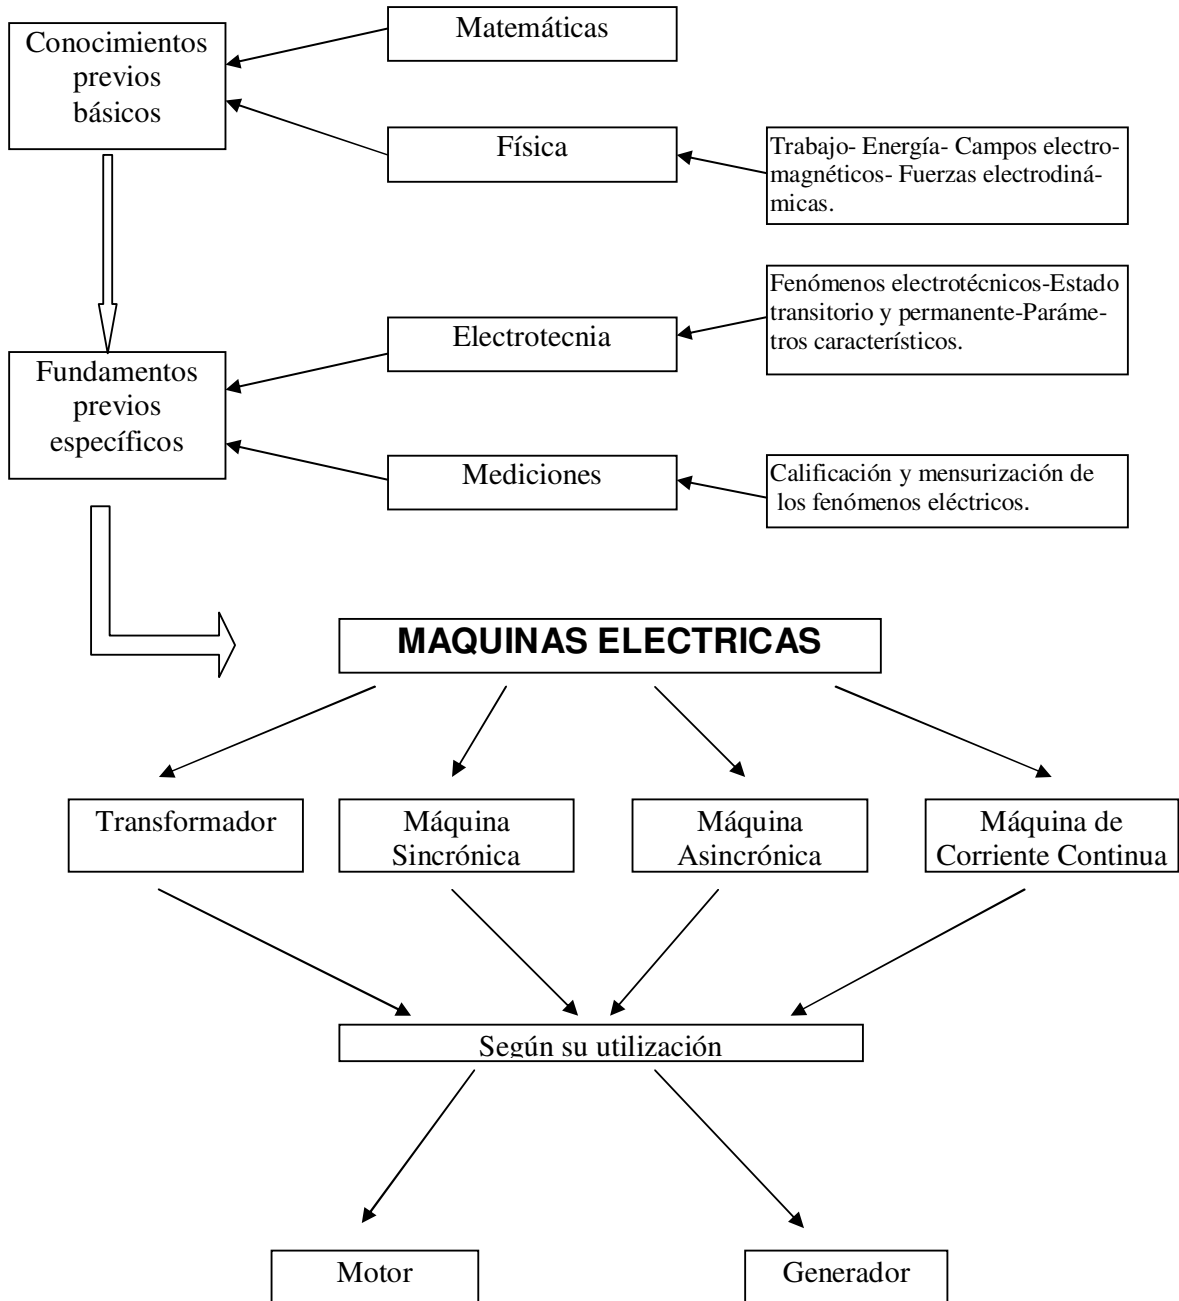 Conocimientos
previos
básicos
Matemáticas
Física
Trabajo- Energía- Campos electro-
magnéticos- Fuerzas electrodiná-
micas.
Fundamentos
previos
específicos
Electrotecnia
Fenómenos electrotécnicos-Estado
transitorio y permanente-Paráme-
tros característicos.
Mediciones
Calificación y mensurización de
los fenómenos eléctricos.
MAQUINAS ELECTRICAS
Transformador
Máquina
Sincrónica
Máquina
Asincrónica
Máquina de
Corriente Continua
Según su utilización
Motor
Generador